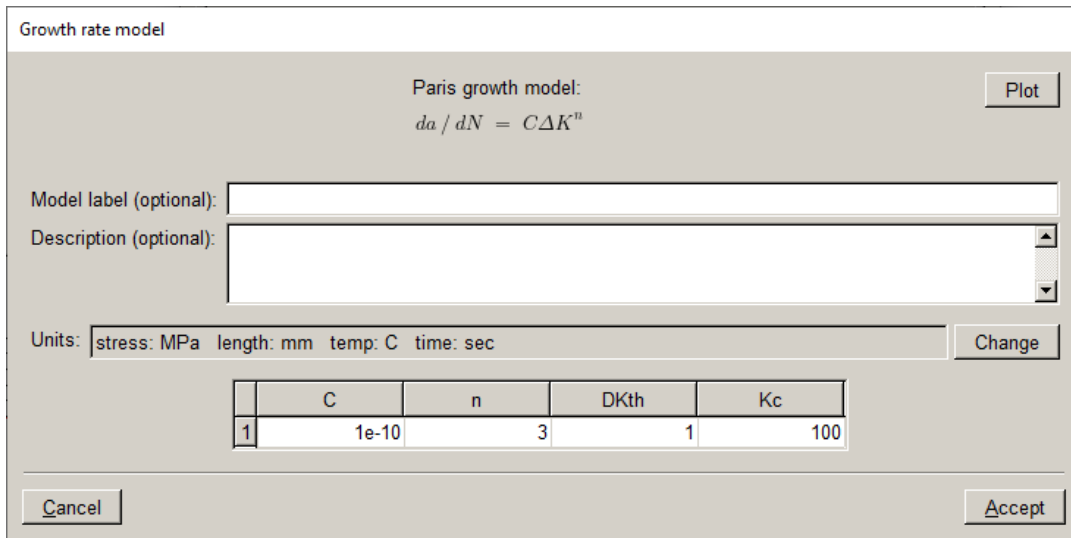 Growth rate model
Paris growth model:
Plot
da / dN = CΔKⁿ
Model label (optional):
Description (optional):
Units: stress: MPa length: mm temp: C time: sec Change
C n DKth Kc
1 1e-10 3 1 100
Cancel Accept